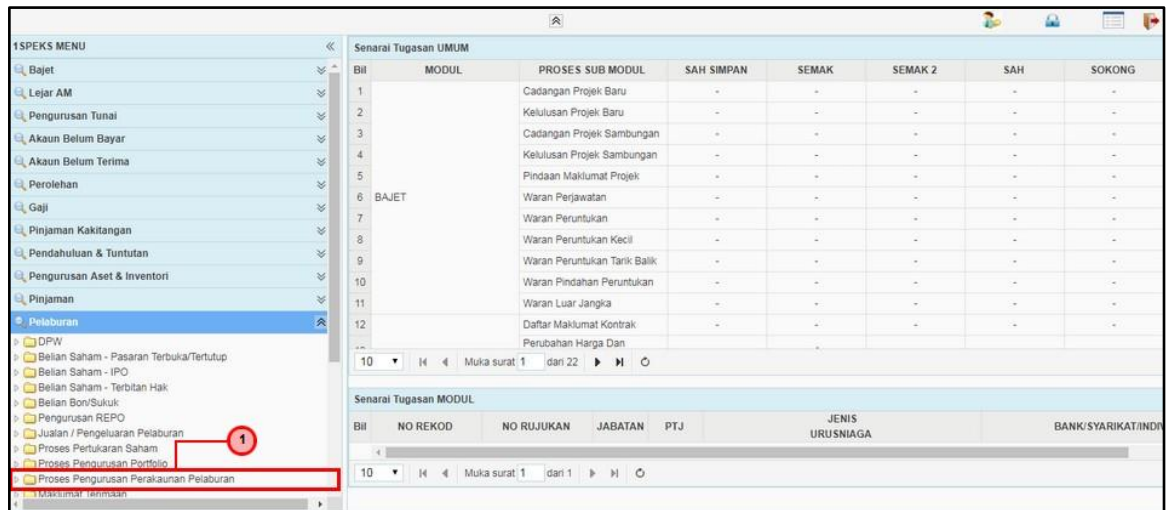 1SPEKS MENU
Bajet
Lejar AM
Pengurusan Tunai
Akaun Belum Bayar
Akaun Belum Terima
Perolehan
Gaji
Pinjaman Kakitangan
Pendahuluan & Tuntutan
Pengurusan Aset & Inventori
Pinjaman
Pelaburan
DPW
Belian Saham - Pasaran Terbuka/Tertutup
Belian Saham - IPO
Belian Saham - Terbitan Hak
Belian Bon/Sukuk
Pengurusan REPO
Jualan / Pengeluaran Pelaburan
Proses Pertukaran Saham
Proses Pengurusan Portfolio
Proses Pengurusan Perakaunan Pelaburan
Maklumat Terimaan
1
Senarai Tugasan UMUM
Bil MODUL PROSES SUB MODUL SAH SIMPAN SEMAK SEMAK 2 SAH SOKONG
1 Cadangan Projek Baru - - - - -
2 Kelulusan Projek Baru - - - - -
3 Cadangan Projek Sambungan - - - - -
4 Kelulusan Projek Sambungan - - - - -
5 Pindaan Maklumat Projek - - - - -
6 BAJET Waran Perjawatan - - - - -
7 Waran Peruntukan - - - - -
8 Waran Peruntukan Kecil - - - - -
9 Waran Peruntukan Tarik Balik - - - - -
10 Waran Pindahan Peruntukan - - - - -
11 Waran Luar Jangka - - - - -
12 Daftar Maklumat Kontrak - - - - -
Perubahan Harga Dan
10 Muka surat 1 dari 22
Senarai Tugasan MODUL
Bil NO REKOD NO RUJUKAN JABATAN PTJ JENIS URUSNIAGA BANK/SYARIKAT/INDIV
10 Muka surat 1 dari 1